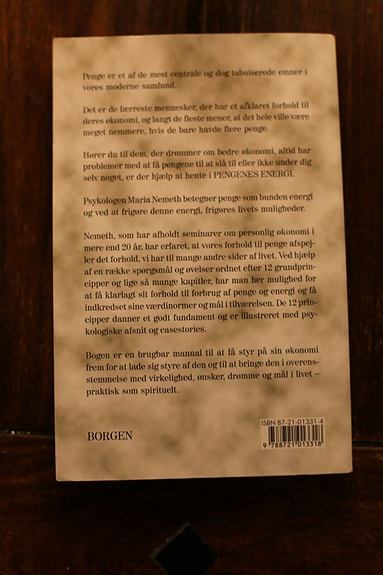 Penge er et af de mest centrale og dog tabuiserede emner i
vores moderne samfund.
Det er de færreste mennesker, der har et afklaret forhold til
deres økonomi, og langt de fleste mener, at det hele ville være
meget nemmere, hvis de bare havde flere penge.
Hører du til dem, der drømmer om bedre økonomi, altid har
problemer med at få pengene til at slå til eller ikke under dig
selv noget, er der hjælp at hente i PENGENES ENERGI.
Psykologen Maria Nemeth betegner penge som bunden energi
og ved at frigøre denne energi, frigøres livets muligheder.
Nemeth, som har afholdt seminarer om personlig økonomi i
mere end 20 år, har erfaret, at vores forhold til penge afspej-
ler det forhold, vi har til mange andre sider af livet. Ved hjælp
af en række spørgsmål og øvelser ordnet efter 12 grundprin-
cipper og lige så mange kapitler, har man her mulighed for
at få klarlagt sit forhold til forbrug af penge og energi og få
indkredset sine værdinormer og mål i tilværelsen. De 12 prin-
cipper danner et godt fundament og er illustreret med psy-
kologiske afsnit og casestories.
Bogen er en brugbar manual til at få styr på sin økonomi
frem for at lade sig styre af den og til at bringe den i overens-
stemmelse med virkelighed, ønsker, drømme og mål i livet –
praktisk som spirituelt.
BORGEN
ISBN 87-21-01331-4
9 788721 013318